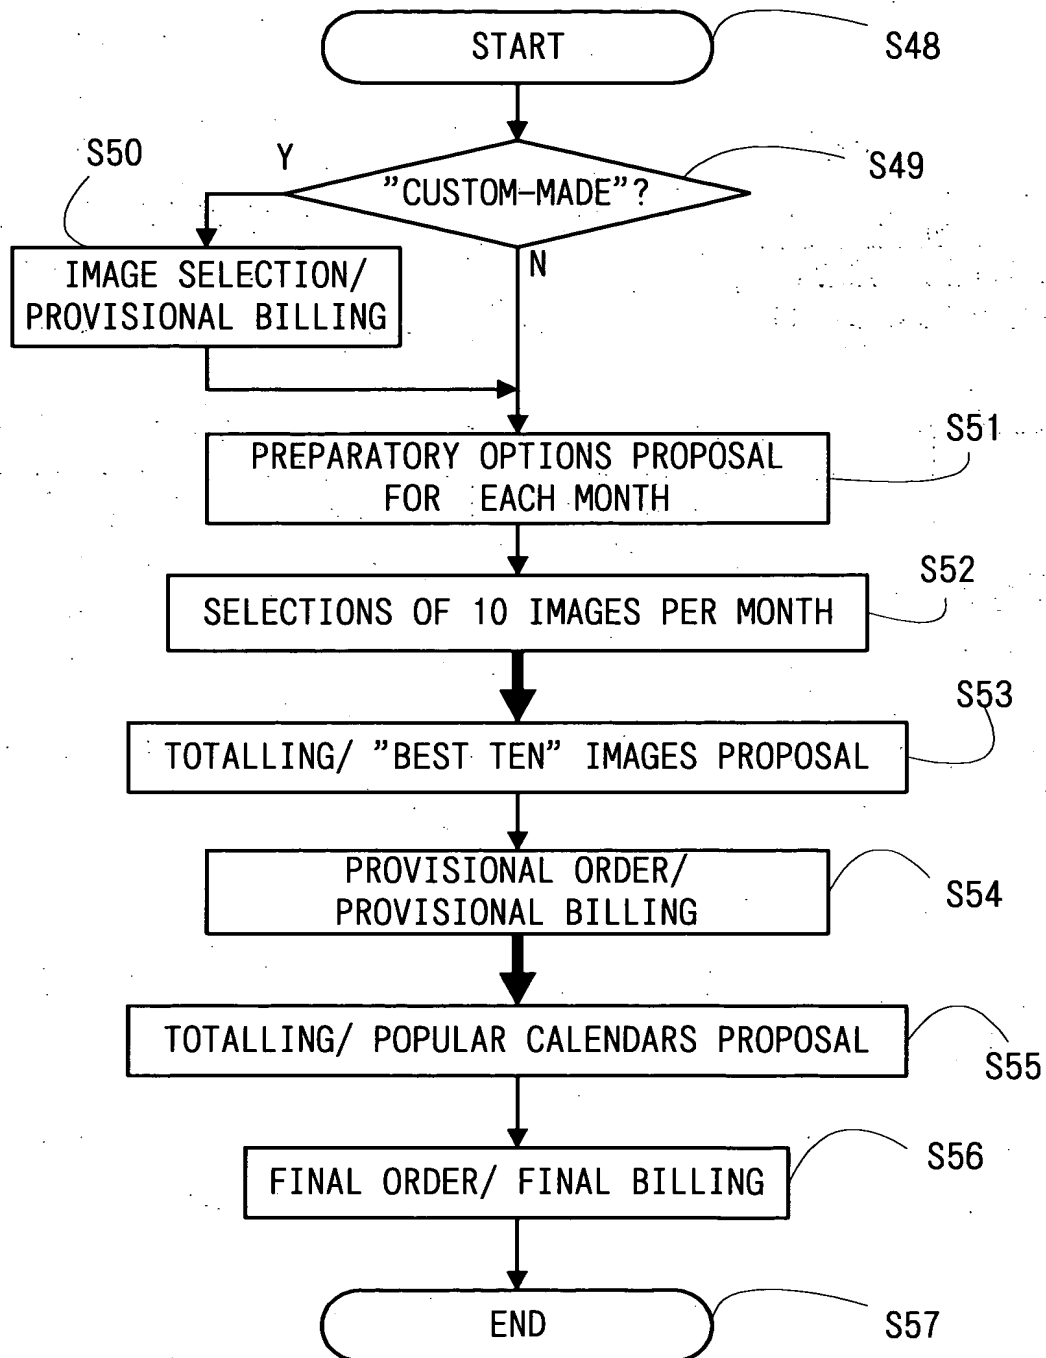 START
S48
S50
Y
"CUSTOM-MADE"?
S49
IMAGE SELECTION/
PROVISIONAL BILLING
N
S51
PREPARATORY OPTIONS PROPOSAL
FOR EACH MONTH
S52
SELECTIONS OF 10 IMAGES PER MONTH
S53
TOTALLING/ "BEST TEN" IMAGES PROPOSAL
PROVISIONAL ORDER/
PROVISIONAL BILLING
S54
TOTALLING/ POPULAR CALENDARS PROPOSAL
S55
S56
FINAL ORDER/ FINAL BILLING
END
S57